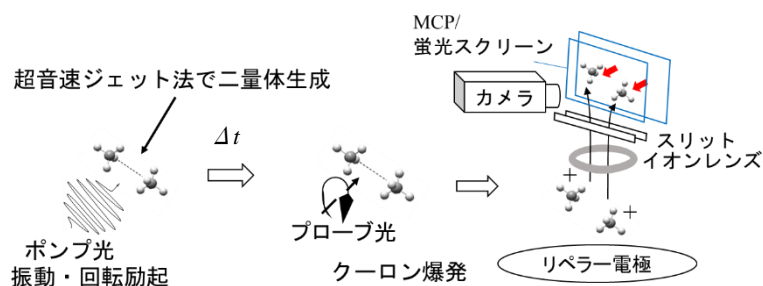 MCP/
蛍光スクリーン
超音速ジェット法で二量体生成
カメラ
Δt
スリット
イオンレンズ
+
+
プローブ光
ポンプ光
振動・回転励起
クーロン爆発
リペラー電極